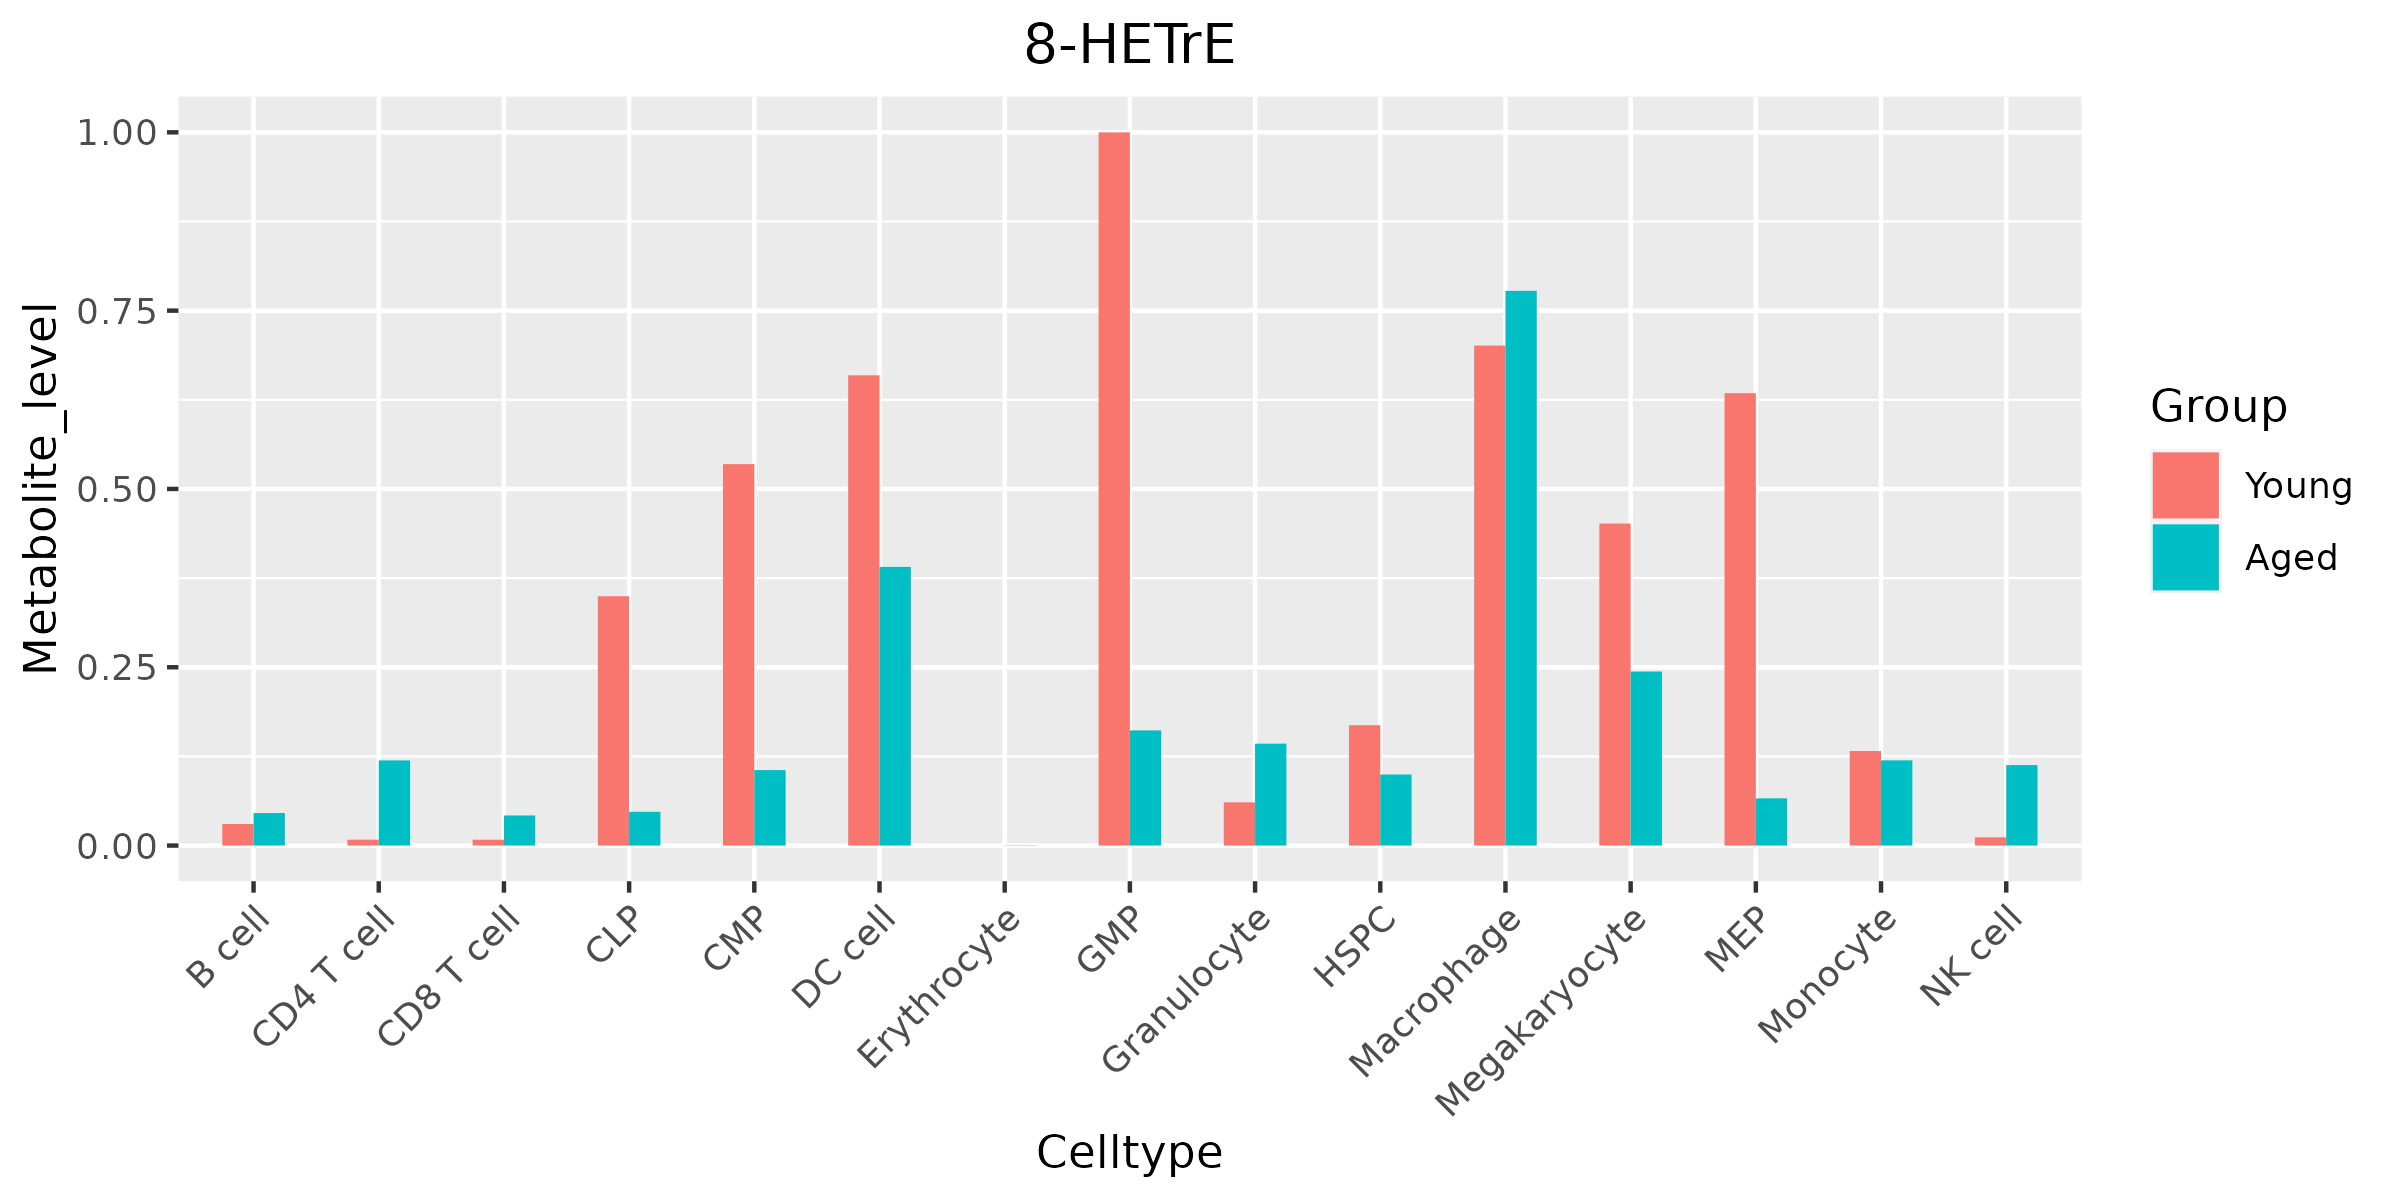 8-HETrE
Metabolite_level
1.00
0.75
0.50
0.25
0.00
B cell
CD4 T cell
CD8 T cell
CLP
CMP
DC cell
Erythrocyte
GMP
Granulocyte
HSPC
Macrophage
Megakaryocyte
MEP
Monocyte
NK cell
Celltype
Group
Young
Aged